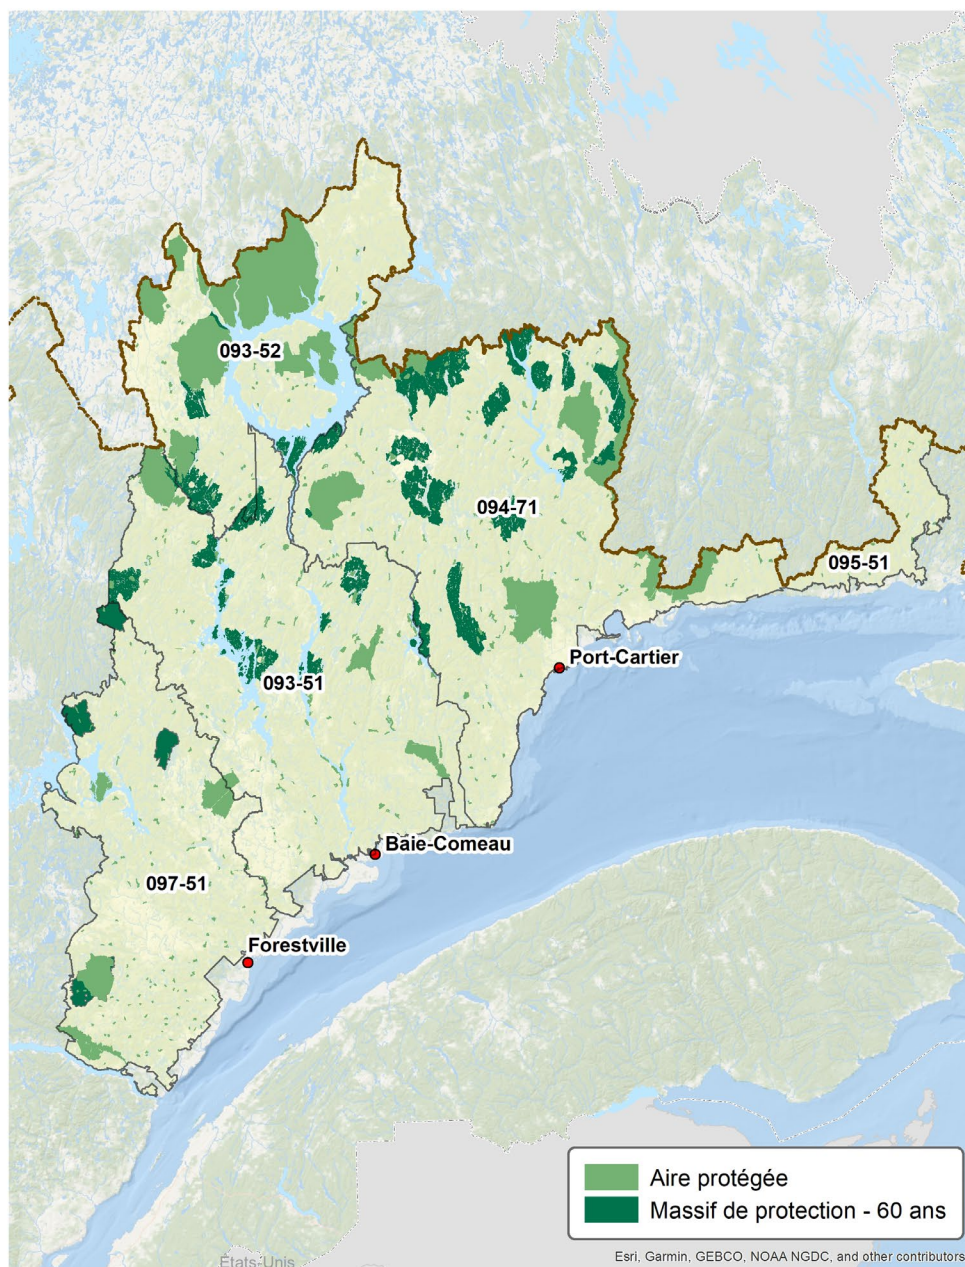 093-52
094-71
095-51
Port-Cartier
093-51
Baie-Comeau
097-51
Forestville
Aire protégée
Massif de protection - 60 ans
États-Unis
Esri, Garmin, GEBCO, NOAA NGDC, and other contributors